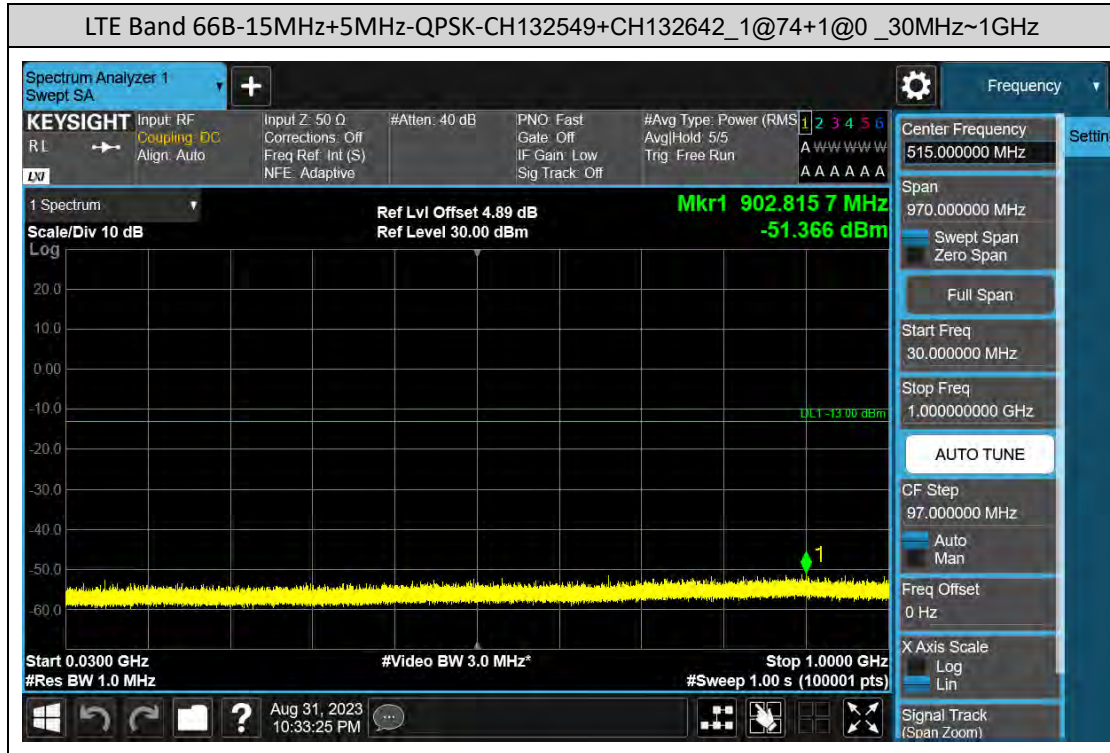 LTE Band 66B-15MHz+5MHz-QPSK-CH132549+CH132642_1@74+1@0 _30MHz~1GHz
Spectrum Analyzer 1
Swept SA
+
Frequency
KEYSIGHT
RL
LXI
Input: RF
Coupling: DC
Align: Auto
Input Z: 50 Ω
Corrections: Off
Freq Ref: Int (S)
NFE: Adaptive
#Atten: 40 dB
PNO: Fast
Gate: Off
IF Gain: Low
Sig Track: Off
#Avg Type: Power (RMS
Avg|Hold: 5/5
Trig: Free Run
1 2 3 4 5 6
A W W W W W
A A A A A A
Center Frequency
515.000000 MHz
Settin
Span
970.000000 MHz
Swept Span
Zero Span
Full Span
Start Freq
30.000000 MHz
Stop Freq
1.000000000 GHz
AUTO TUNE
CF Step
97.000000 MHz
Auto
Man
Freq Offset
0 Hz
X Axis Scale
Log
Lin
Signal Track
(Span Zoom)
1 Spectrum
Scale/Div 10 dB
Log
Ref Lvl Offset 4.89 dB
Ref Level 30.00 dBm
Mkr1 902.815 7 MHz
-51.366 dBm
20.0
10.0
0.00
-10.0
DL1 -13.00 dBm
-20.0
-30.0
-40.0
1
-50.0
-60.0
Start 0.0300 GHz
#Res BW 1.0 MHz
#Video BW 3.0 MHz*
Stop 1.0000 GHz
#Sweep 1.00 s (100001 pts)
?
Aug 31, 2023
10:33:25 PM